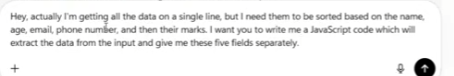 Hey, actually I'm getting all the data on a single line, but I need them to be sorted based on the name,
age, email, phone number, and then their marks. I want you to write me a JavaScript code which will
extract the data from the input and give me these five fields separately.